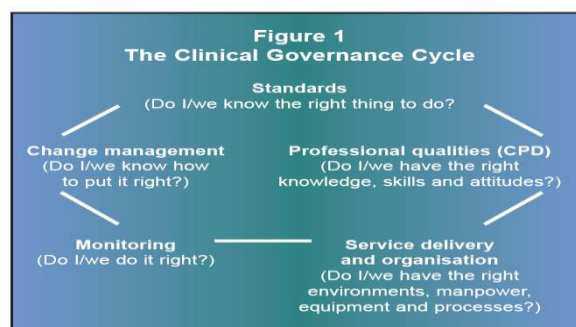 Figure 1
The Clinical Governance Cycle
Standards
(Do I/we know the right thing to do?
Change management
(Do I/we know how
to put it right?)
Professional qualities (CPD)
(Do I/we have the right
knowledge, skills and attitudes?)
Monitoring
(Do I/we do it right?)
Service delivery
and organisation
(Do I/we have the right
environments, manpower,
equipment and processes?)